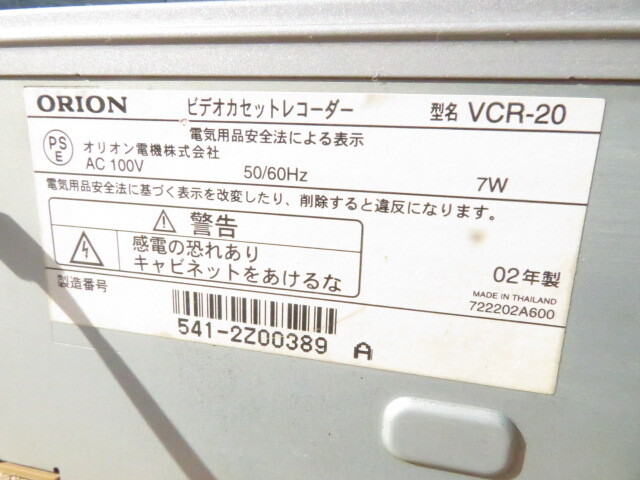 ORION ビデオカセットレコーダー 型名 VCR-20
電気用品安全法による表示
PS E オリオン電機株式会社
AC 100V 50/60Hz 7W
電気用品安全法に基づく表示を改変したり、削除すると違反になります。
警告
感電の恐れあり
キャビネットをあけるな
02年製
MADE IN THAILAND
722202A600
製造番号
541-2Z00389 A